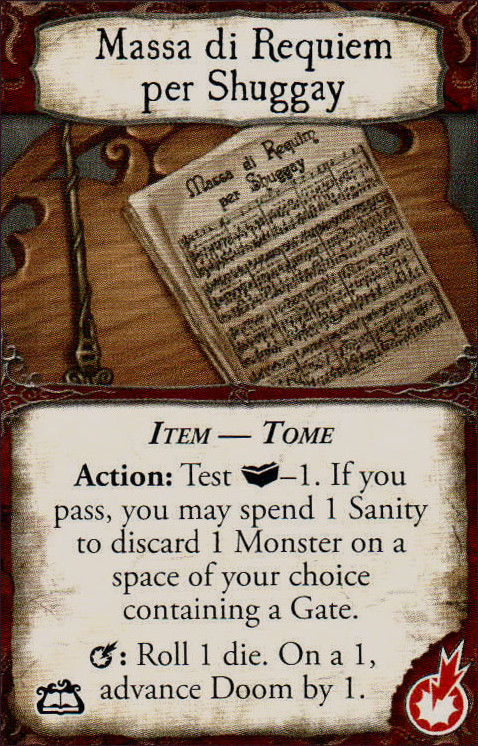 Massa di Requiem
per Shuggay
Massa di Requim
per Shuggay
ITEM — TOME
Action: Test –1. If you
pass, you may spend 1 Sanity
to discard 1 Monster on a
space of your choice
containing a Gate.
: Roll 1 die. On a 1,
advance Doom by 1.